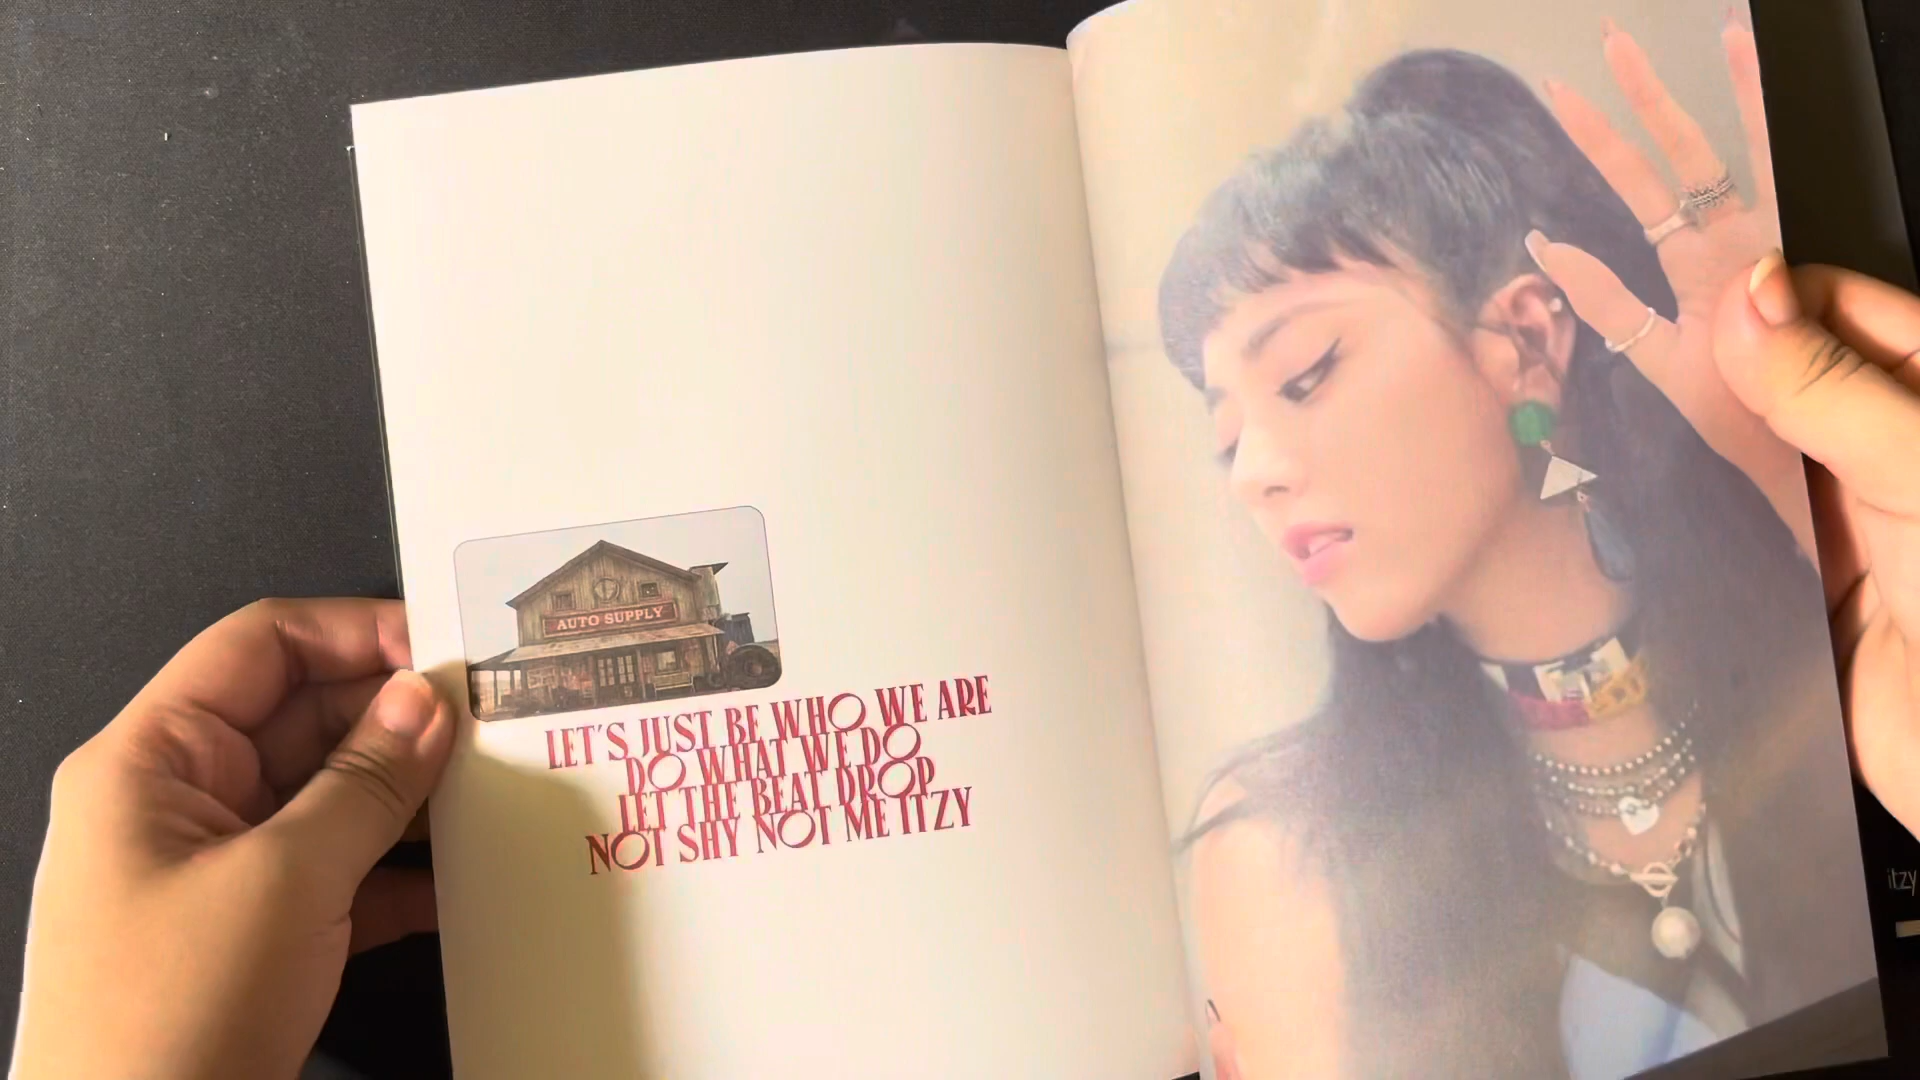 AUTO SUPPLY
LET'S JUST BE WHO WE ARE
DO WHAT WE DO
LET THE BEAT DROP
NOT SHY NOT ME ITZY
itzy